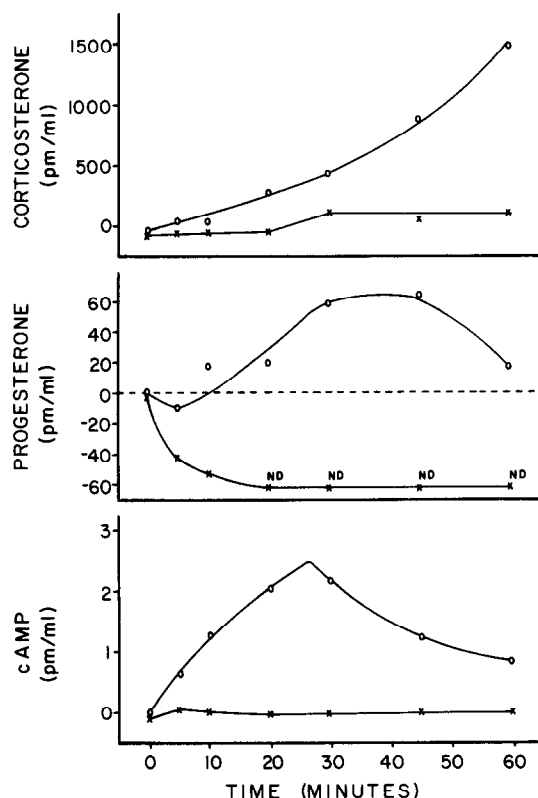 CORTICOSTERONE
(pm/ml)
1500
1000
500
0
PROGESTERONE
(pm/ml)
60
40
20
0
-20
-40
-60
ND ND ND ND
cAMP
(pm/ml)
3
2
1
0
0 10 20 30 40 50 60
TIME (MINUTES)